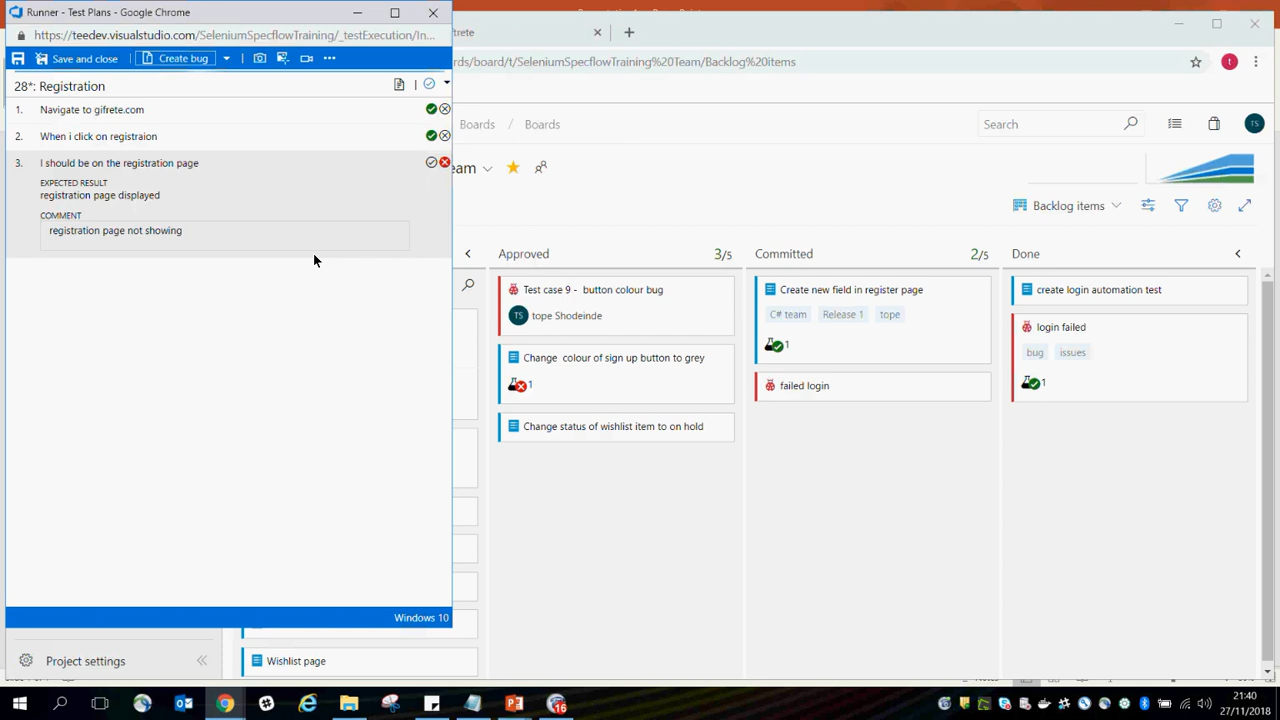 Runner - Test Plans - Google Chrome
https://teedev.visualstudio.com/SeleniumSpecflowTraining/_testExecution/In...
Save and close
Create bug
28*: Registration
1. Navigate to gifrete.com
2. When i click on registraion
3. I should be on the registration page
EXPECTED RESULT
registration page displayed
COMMENT
registration page not showing
Windows 10
Project settings
rds/board/t/SeleniumSpecflowTraining%20Team/Backlog%20items
t
Boards / Boards
Search
TS
eam
Backlog items
Approved 3/5
Test case 9 - button colour bug
TS tope Shodeinde
Change colour of sign up button to grey
1
Change status of wishlist item to on hold
Committed 2/5
Create new field in register page
C# team Release 1 tope
1
failed login
Done
create login automation test
login failed
bug issues
1
Wishlist page
21:40
27/11/2018